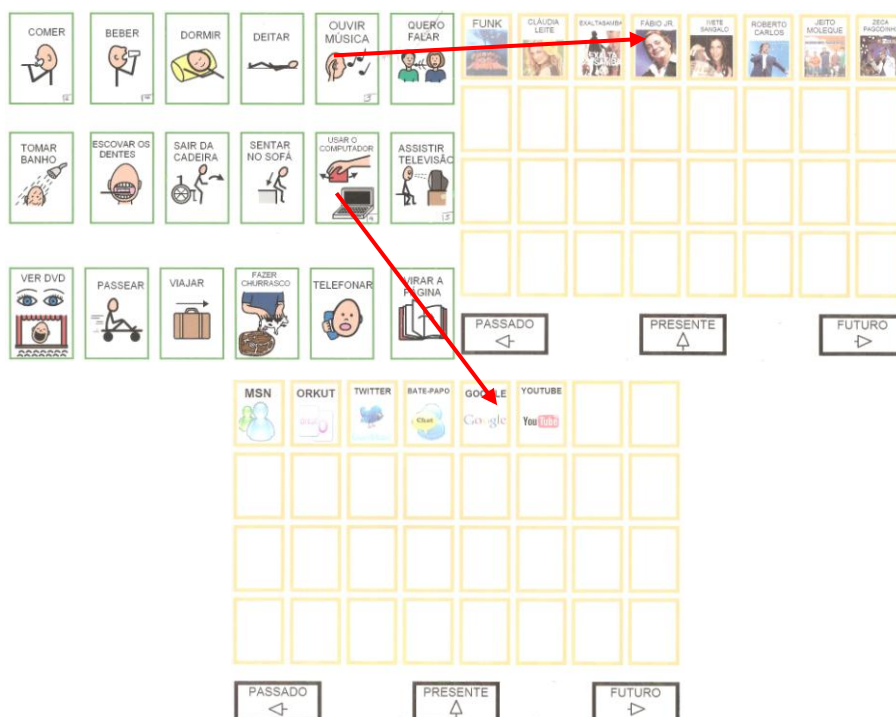 COMER
BEBER
DORMIR
DEITAR
OUVIR
MÚSICA
QUERO
FALAR
TOMAR
BANHO
ESCOVAR OS
DENTES
SAIR DA
CADEIRA
SENTAR
NO SOFÁ
USAR O
COMPUTADOR
ASSISTIR
TELEVISÃO
VER DVD
PASSEAR
VIAJAR
FAZER
CHURRASCO
TELEFONAR
VIRAR A
PÁGINA
FUNK
CLÁUDIA
LEITE
EXALTASAMBA
FÁBIO JR.
IVETE
SANGALO
ROBERTO
CARLOS
JEITO
MOLEQUE
ZECA
PAGODINHO
PASSADO
PRESENTE
FUTURO
MSN
ORKUT
TWITTER
BATE-PAPO
Chat
GOOGLE
Google
YOUTUBE
YouTube
PASSADO
PRESENTE
FUTURO